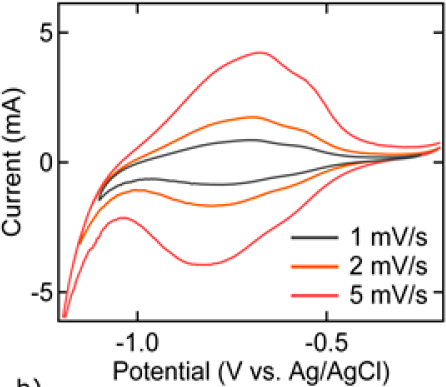 5
0
-5
Current (mA)
1 mV/s
2 mV/s
5 mV/s
-1.0 -0.5
Potential (V vs. Ag/AgCl)